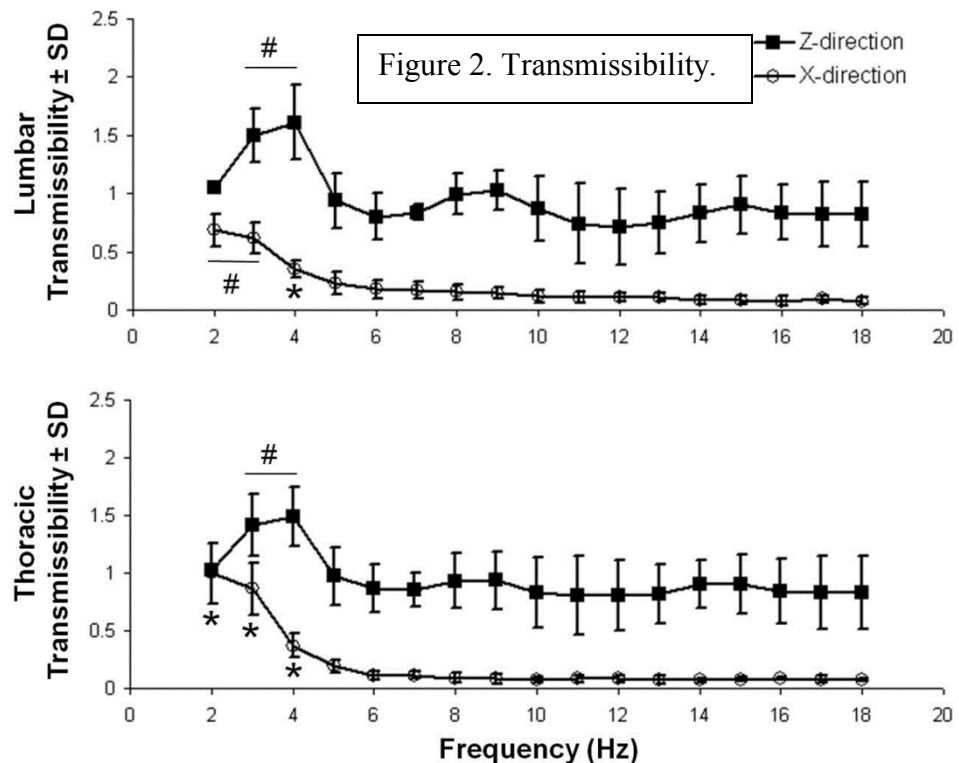 2.5
2
1.5
1
0.5
0
Lumbar
Transmissibility ± SD
#
Figure 2. Transmissibility.
Z-direction
X-direction
#
*
0 2 4 6 8 10 12 14 16 18 20
2.5
2
1.5
1
0.5
0
Thoracic
Transmissibility ± SD
#
* * *
0 2 4 6 8 10 12 14 16 18 20
Frequency (Hz)